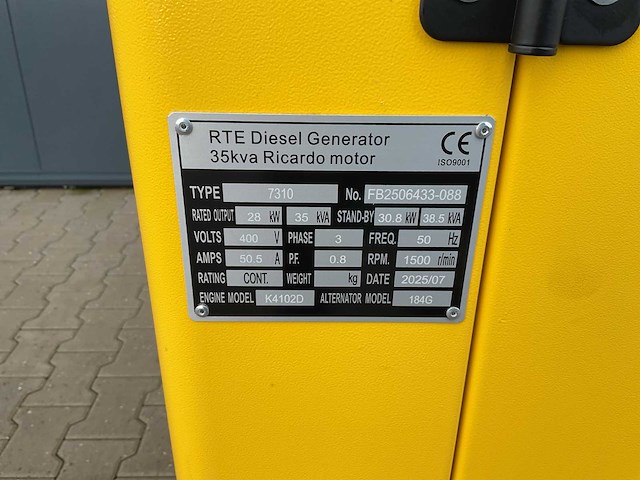 RTE Diesel Generator
35kva Ricardo motor
CE
ISO9001
TYPE 7310 No. FB2506433-088
RATED OUTPUT 28 kW 35 kVA STAND-BY 30.8 kW 38.5 kVA
VOLTS 400 V PHASE 3 FREQ. 50 Hz
AMPS 50.5 A P.F. 0.8 RPM. 1500 r/min
RATING CONT. WEIGHT kg DATE 2025/07
ENGINE MODEL K4102D ALTERNATOR MODEL 184G